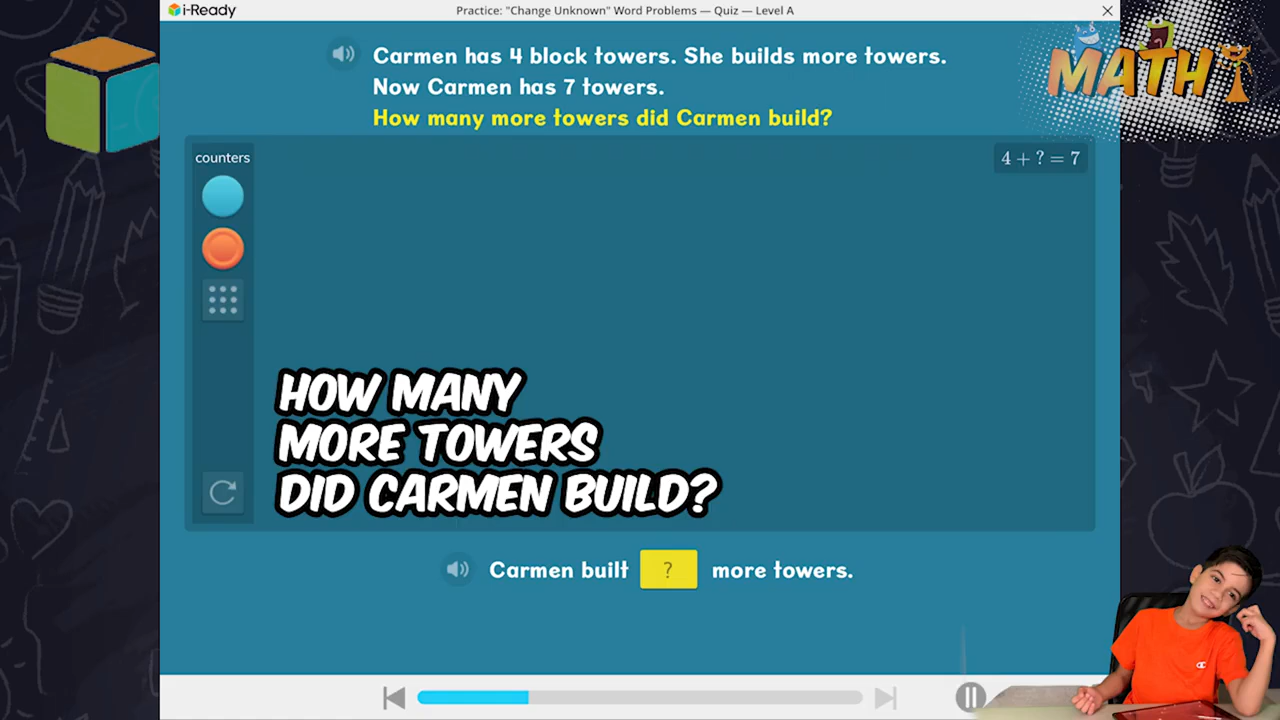 i-Ready
Practice: "Change Unknown" Word Problems — Quiz — Level A
MATH
Carmen has 4 block towers. She builds more towers.
Now Carmen has 7 towers.
How many more towers did Carmen build?
counters
4 + ? = 7
HOW MANY
MORE TOWERS
DID CARMEN BUILD?
Carmen built ? more towers.